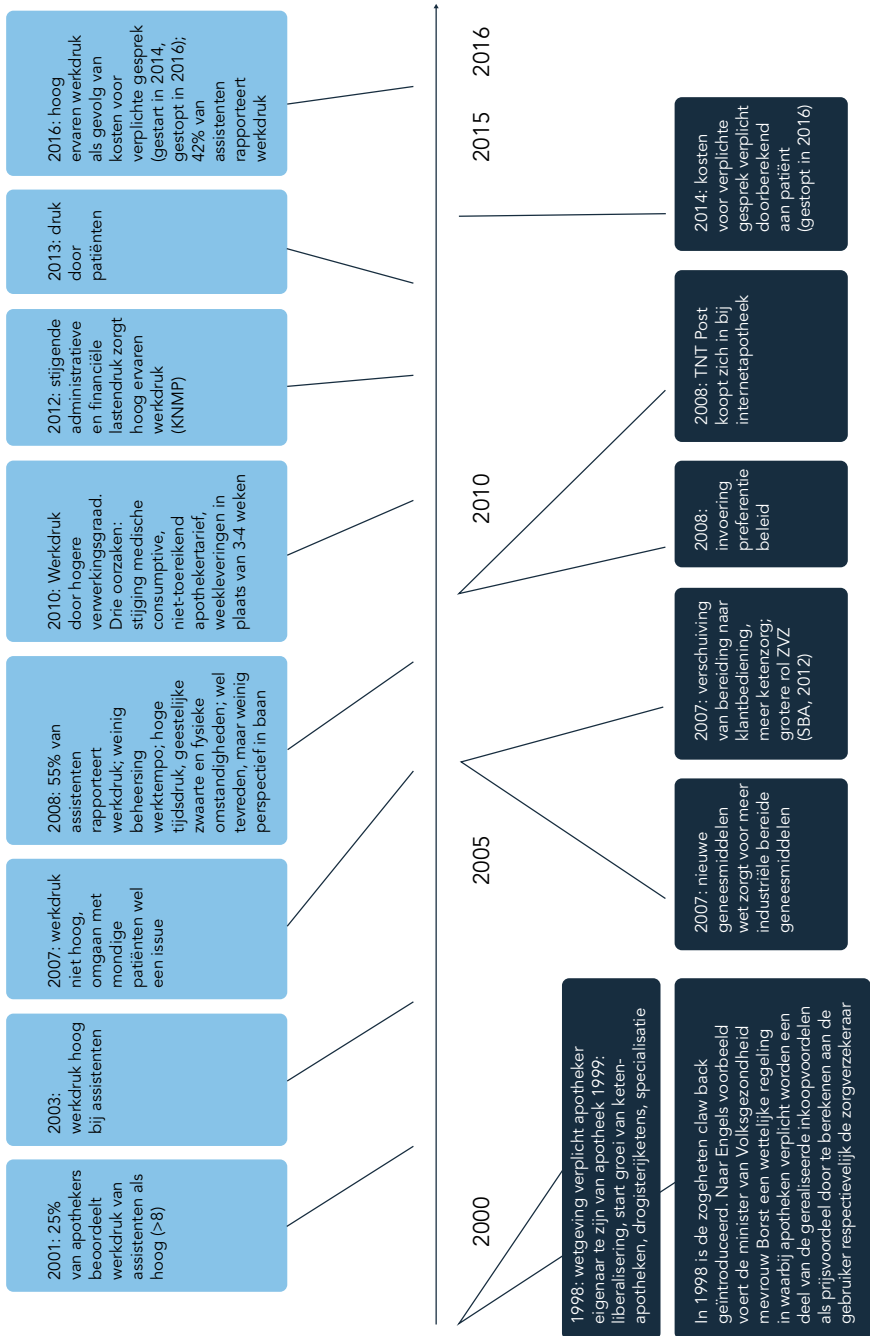 2001: 25%
van apothekers
beoordeelt
werkdruk van
assistenten als
hoog (>8)
2003:
werkdruk hoog
bij assistenten
2007: werkdruk
niet hoog,
omgaan met
mondige
patiënten wel
een issue
2008: 55% van
assistenten
rapporteert
werkdruk; weinig
beheersing
werktempo; hoge
tijdsdruk, geestelijke
zwaarte en fysieke
omstandigheden; wel
tevreden, maar weinig
perspectief in baan
2010: Werkdruk
door hogere
verwerkingsgraad.
Drie oorzaken:
stijging medische
consumptive,
niet-toereikend
apothekertarief,
weekleveringen in
plaats van 3-4 weken
2012: stijgende
administratieve
en financiële
lastendruk zorgt
hoog ervaren
werkdruk
(KNMP)
2013: druk
door
patiënten
2016: hoog
ervaren werkdruk
als gevolg van
kosten voor
verplichte gesprek
(gestart in 2014,
gestopt in 2016);
42% van
assistenten
rapporteert
werkdruk
2000
2005
2010
2015
2016
1998: wetgeving verplicht apotheker
eigenaar te zijn van apotheek 1999:
liberalisering, start groei van keten-
apotheken, drogisterijketens, specialisatie
In 1998 is de zogeheten claw back
geïntroduceerd. Naar Engels voorbeeld
voert de minister van Volksgezondheid
mevrouw Borst een wettelijke regeling
in waarbij apotheken verplicht worden een
deel van de gerealiseerde inkoopvoordelen
als prijsvoordeel door te berekenen aan de
gebruiker respectievelijk de zorgverzekeraar
2007: nieuwe
geneesmiddelen
wet zorgt voor meer
industriële bereide
geneesmiddelen
2007: verschuiving
van bereiding naar
klantbediening,
meer ketenzorg;
grotere rol ZVZ
(SBA, 2012)
2008:
invoering
preferentie
beleid
2008: TNT Post
koopt zich in bij
internetapotheek
2014: kosten
voor verplichte
gesprek verplicht
doorberekend
aan patiënt
(gestopt in 2016)